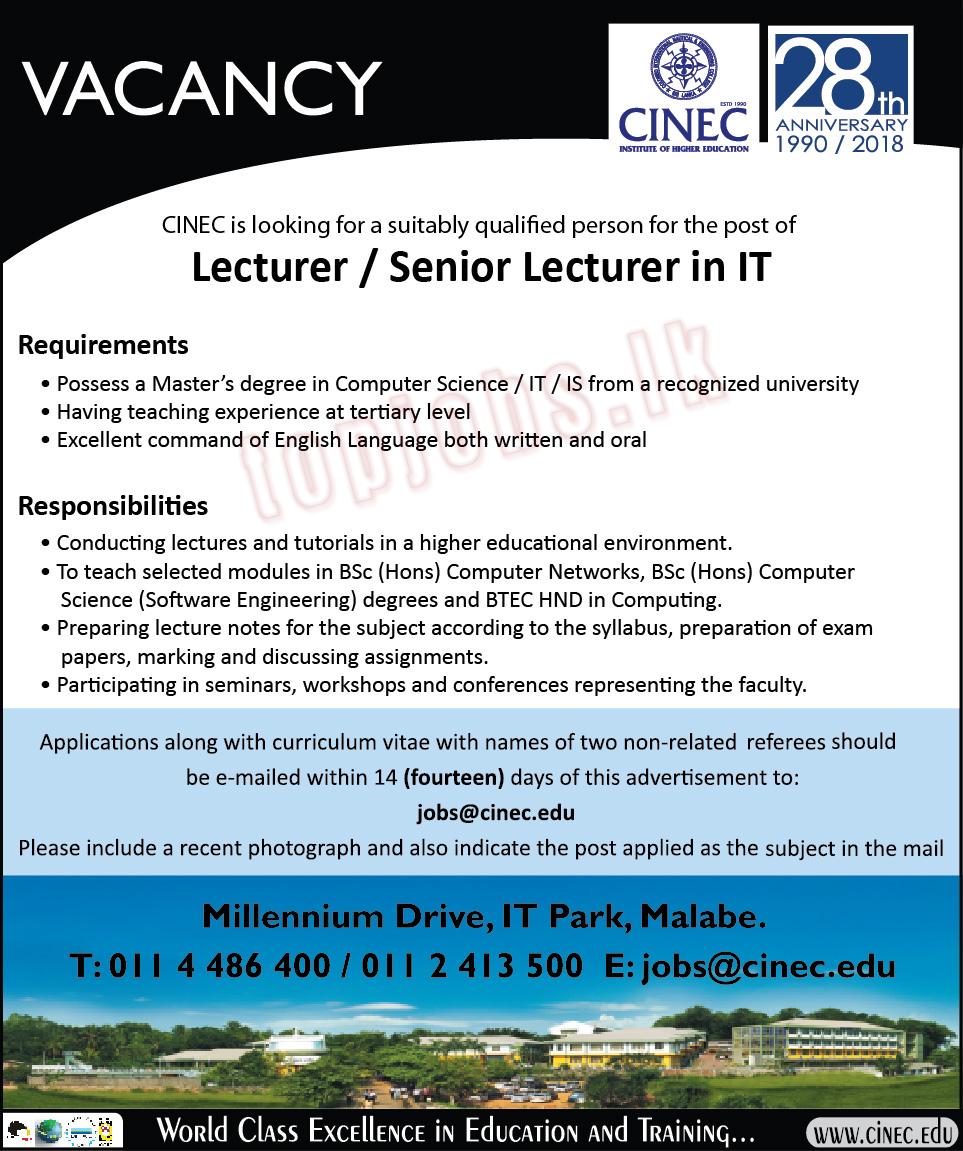 VACANCY
ESTD 1990
CINEC
INSTITUTE OF HIGHER EDUCATION
28th
ANNIVERSARY
1990 / 2018
CINEC is looking for a suitably qualified person for the post of
Lecturer / Senior Lecturer in IT
Requirements
• Possess a Master's degree in Computer Science / IT / IS from a recognized university
• Having teaching experience at tertiary level
• Excellent command of English Language both written and oral
topjobs.lk
Responsibilities
• Conducting lectures and tutorials in a higher educational environment.
• To teach selected modules in BSc (Hons) Computer Networks, BSc (Hons) Computer
Science (Software Engineering) degrees and BTEC HND in Computing.
• Preparing lecture notes for the subject according to the syllabus, preparation of exam
papers, marking and discussing assignments.
• Participating in seminars, workshops and conferences representing the faculty.
Applications along with curriculum vitae with names of two non-related referees should
be e-mailed within 14 (fourteen) days of this advertisement to:
jobs@cinec.edu
Please include a recent photograph and also indicate the post applied as the subject in the mail
Millennium Drive, IT Park, Malabe.
T: 011 4 486 400 / 011 2 413 500 E: jobs@cinec.edu
World Class Excellence in Education and Training...
www.cinec.edu